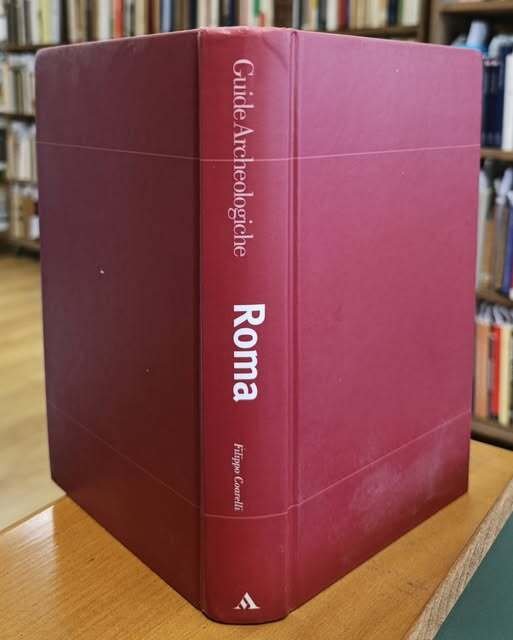 Guide Archeologiche
Roma
Filippo Coarelli